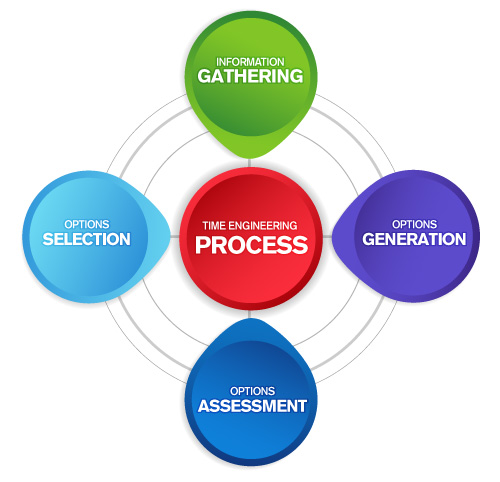 INFORMATION
GATHERING
OPTIONS
SELECTION
TIME ENGINEERING
PROCESS
OPTIONS
GENERATION
OPTIONS
ASSESSMENT